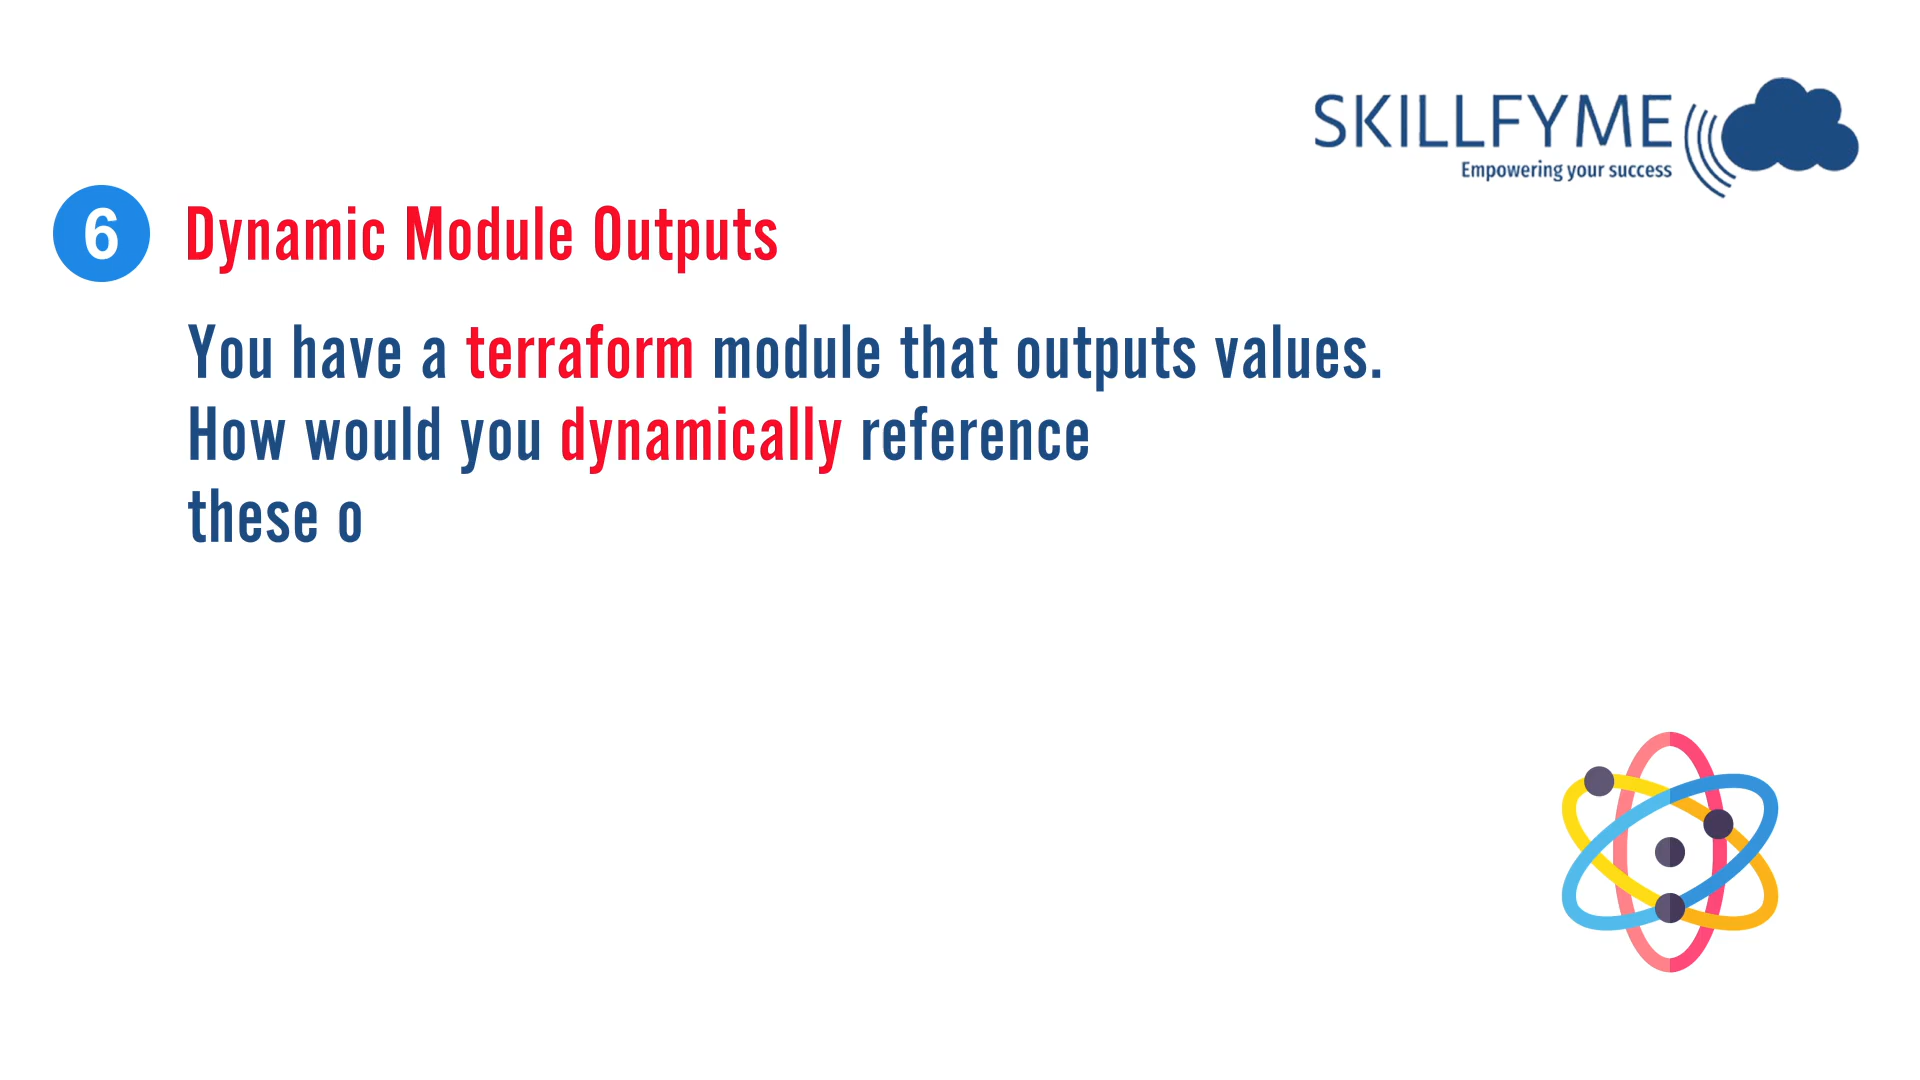 SKILLFYME
Empowering your success
6 Dynamic Module Outputs
You have a terraform module that outputs values.
How would you dynamically reference
these o